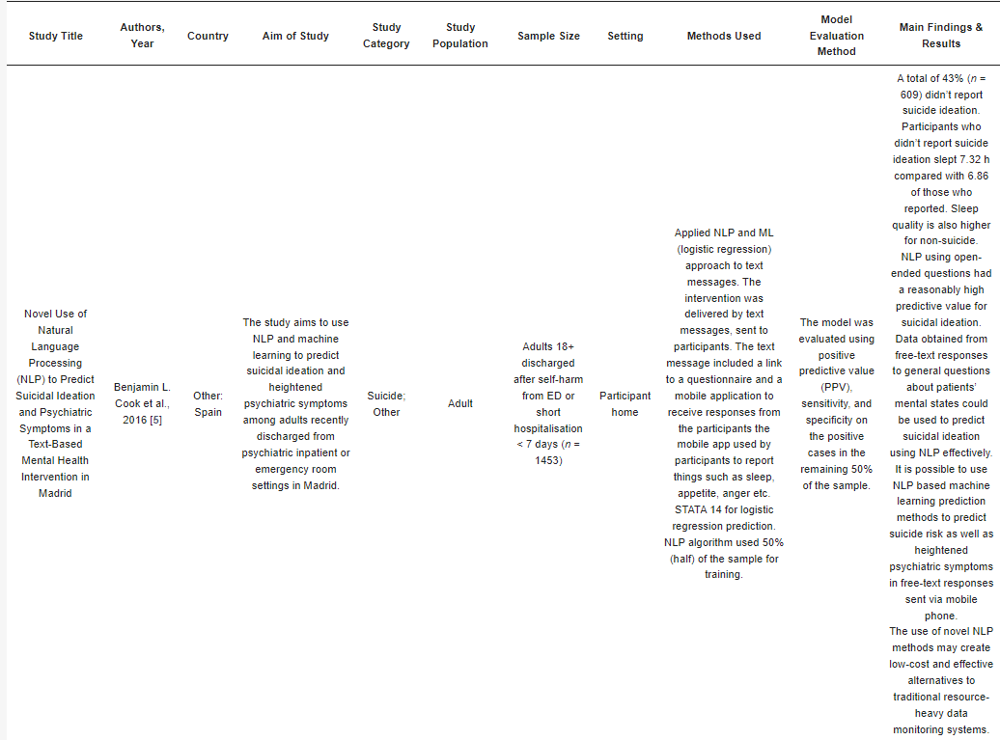 Study Title
Authors,
Year
Country
Aim of Study
Study
Category
Study
Population
Sample Size
Setting
Methods Used
Model
Evaluation
Method
Main Findings &
Results
Novel Use of
Natural
Language
Processing
(NLP) to Predict
Suicidal Ideation
and Psychiatric
Symptoms in a
Text-Based
Mental Health
Intervention in
Madrid
Benjamin L.
Cook et al.,
2016 [5]
Other:
Spain
The study aims to use
NLP and machine
learning to predict
suicidal ideation and
heightened
psychiatric symptoms
among adults recently
discharged from
psychiatric inpatient or
emergency room
settings in Madrid.
Suicide;
Other
Adult
Adults 18+
discharged
after self-harm
from ED or
short
hospitalisation
< 7 days (n =
1453)
Participant
home
Applied NLP and ML
(logistic regression)
approach to text
messages. The
intervention was
delivered by text
messages, sent to
participants. The text
message included a link
to a questionnaire and a
mobile application to
receive responses from
the participants the
mobile app used by
participants to report
things such as sleep,
appetite, anger etc.
STATA 14 for logistic
regression prediction.
NLP algorithm used 50%
(half) of the sample for
training.
The model was
evaluated using
positive
predictive value
(PPV),
sensitivity, and
specificity on
the positive
cases in the
remaining 50%
of the sample.
A total of 43% (n =
609) didn't report
suicide ideation.
Participants who
didn't report suicide
ideation slept 7.32 h
compared with 6.86
of those who
reported. Sleep
quality is also higher
for non-suicide.
NLP using open-
ended questions had
a reasonably high
predictive value for
suicidal ideation.
Data obtained from
free-text responses
to general questions
about patients'
mental states could
be used to predict
suicidal ideation
using NLP effectively.
It is possible to use
NLP based machine
learning prediction
methods to predict
suicide risk as well as
heightened
psychiatric symptoms
in free-text responses
sent via mobile
phone.
The use of novel NLP
methods may create
low-cost and effective
alternatives to
traditional resource-
heavy data
monitoring systems.